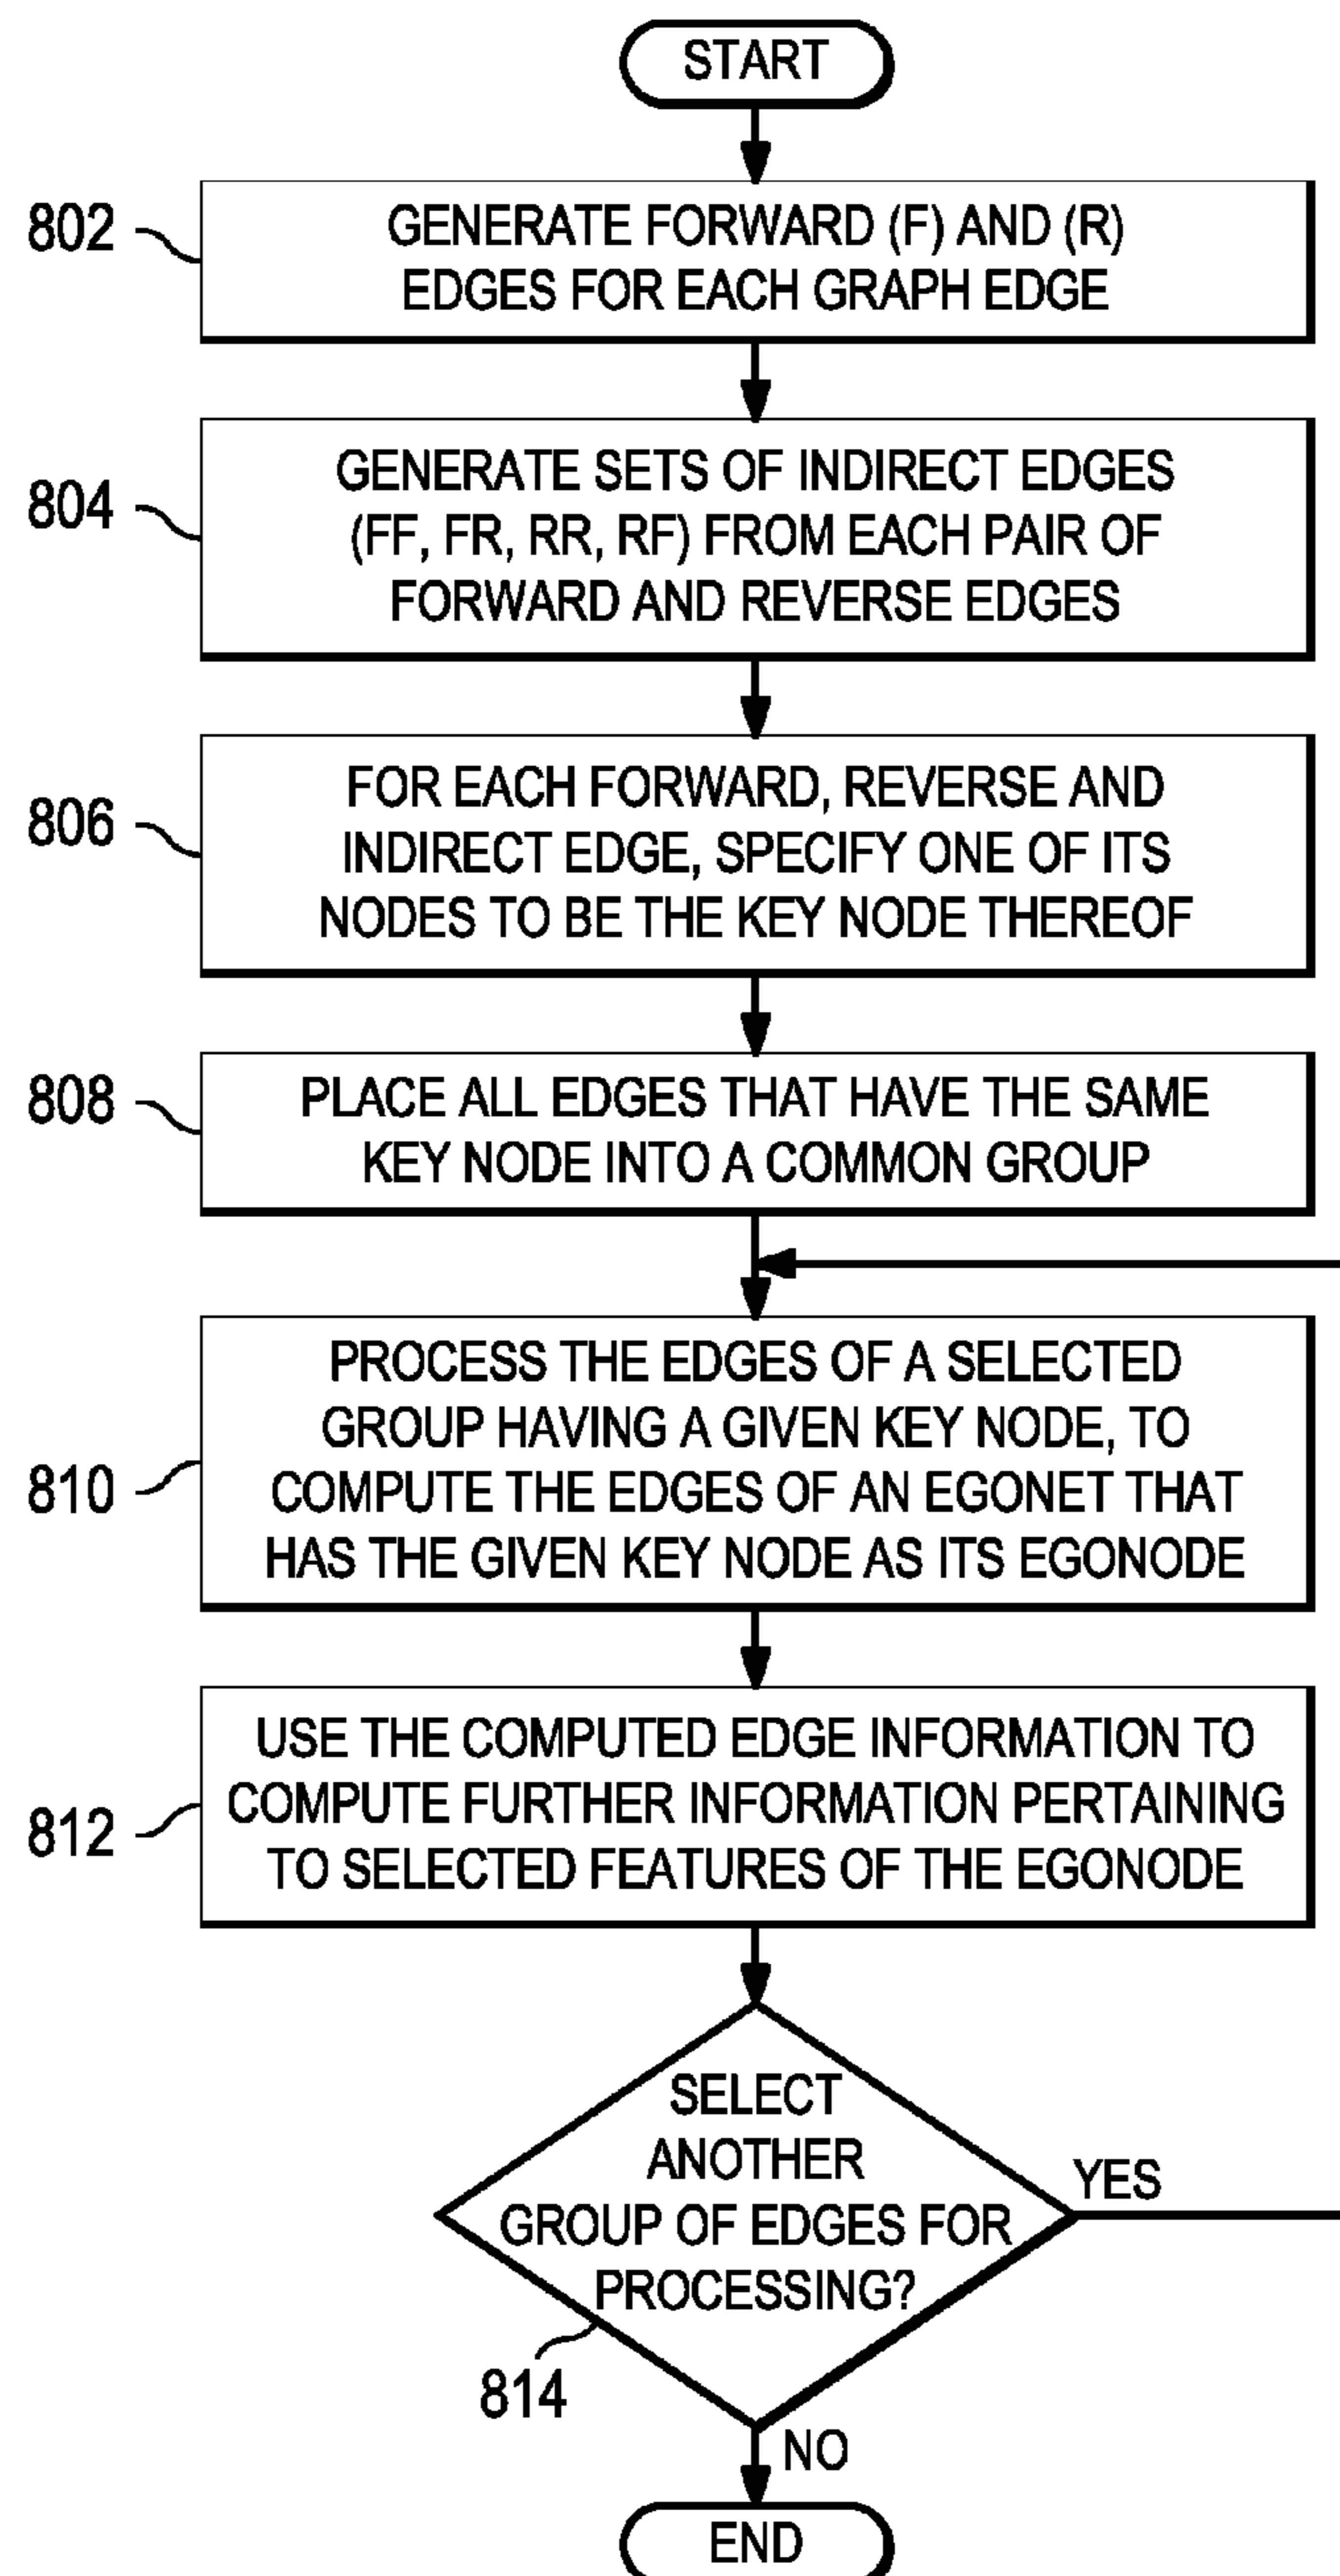 START
802
GENERATE FORWARD (F) AND (R)
EDGES FOR EACH GRAPH EDGE
804
GENERATE SETS OF INDIRECT EDGES
(FF, FR, RR, RF) FROM EACH PAIR OF
FORWARD AND REVERSE EDGES
806
FOR EACH FORWARD, REVERSE AND
INDIRECT EDGE, SPECIFY ONE OF ITS
NODES TO BE THE KEY NODE THEREOF
808
PLACE ALL EDGES THAT HAVE THE SAME
KEY NODE INTO A COMMON GROUP
810
PROCESS THE EDGES OF A SELECTED
GROUP HAVING A GIVEN KEY NODE, TO
COMPUTE THE EDGES OF AN EGONET THAT
HAS THE GIVEN KEY NODE AS ITS EGONODE
812
USE THE COMPUTED EDGE INFORMATION TO
COMPUTE FURTHER INFORMATION PERTAINING
TO SELECTED FEATURES OF THE EGONODE
SELECT
ANOTHER
GROUP OF EDGES FOR
PROCESSING?
YES
814
NO
END